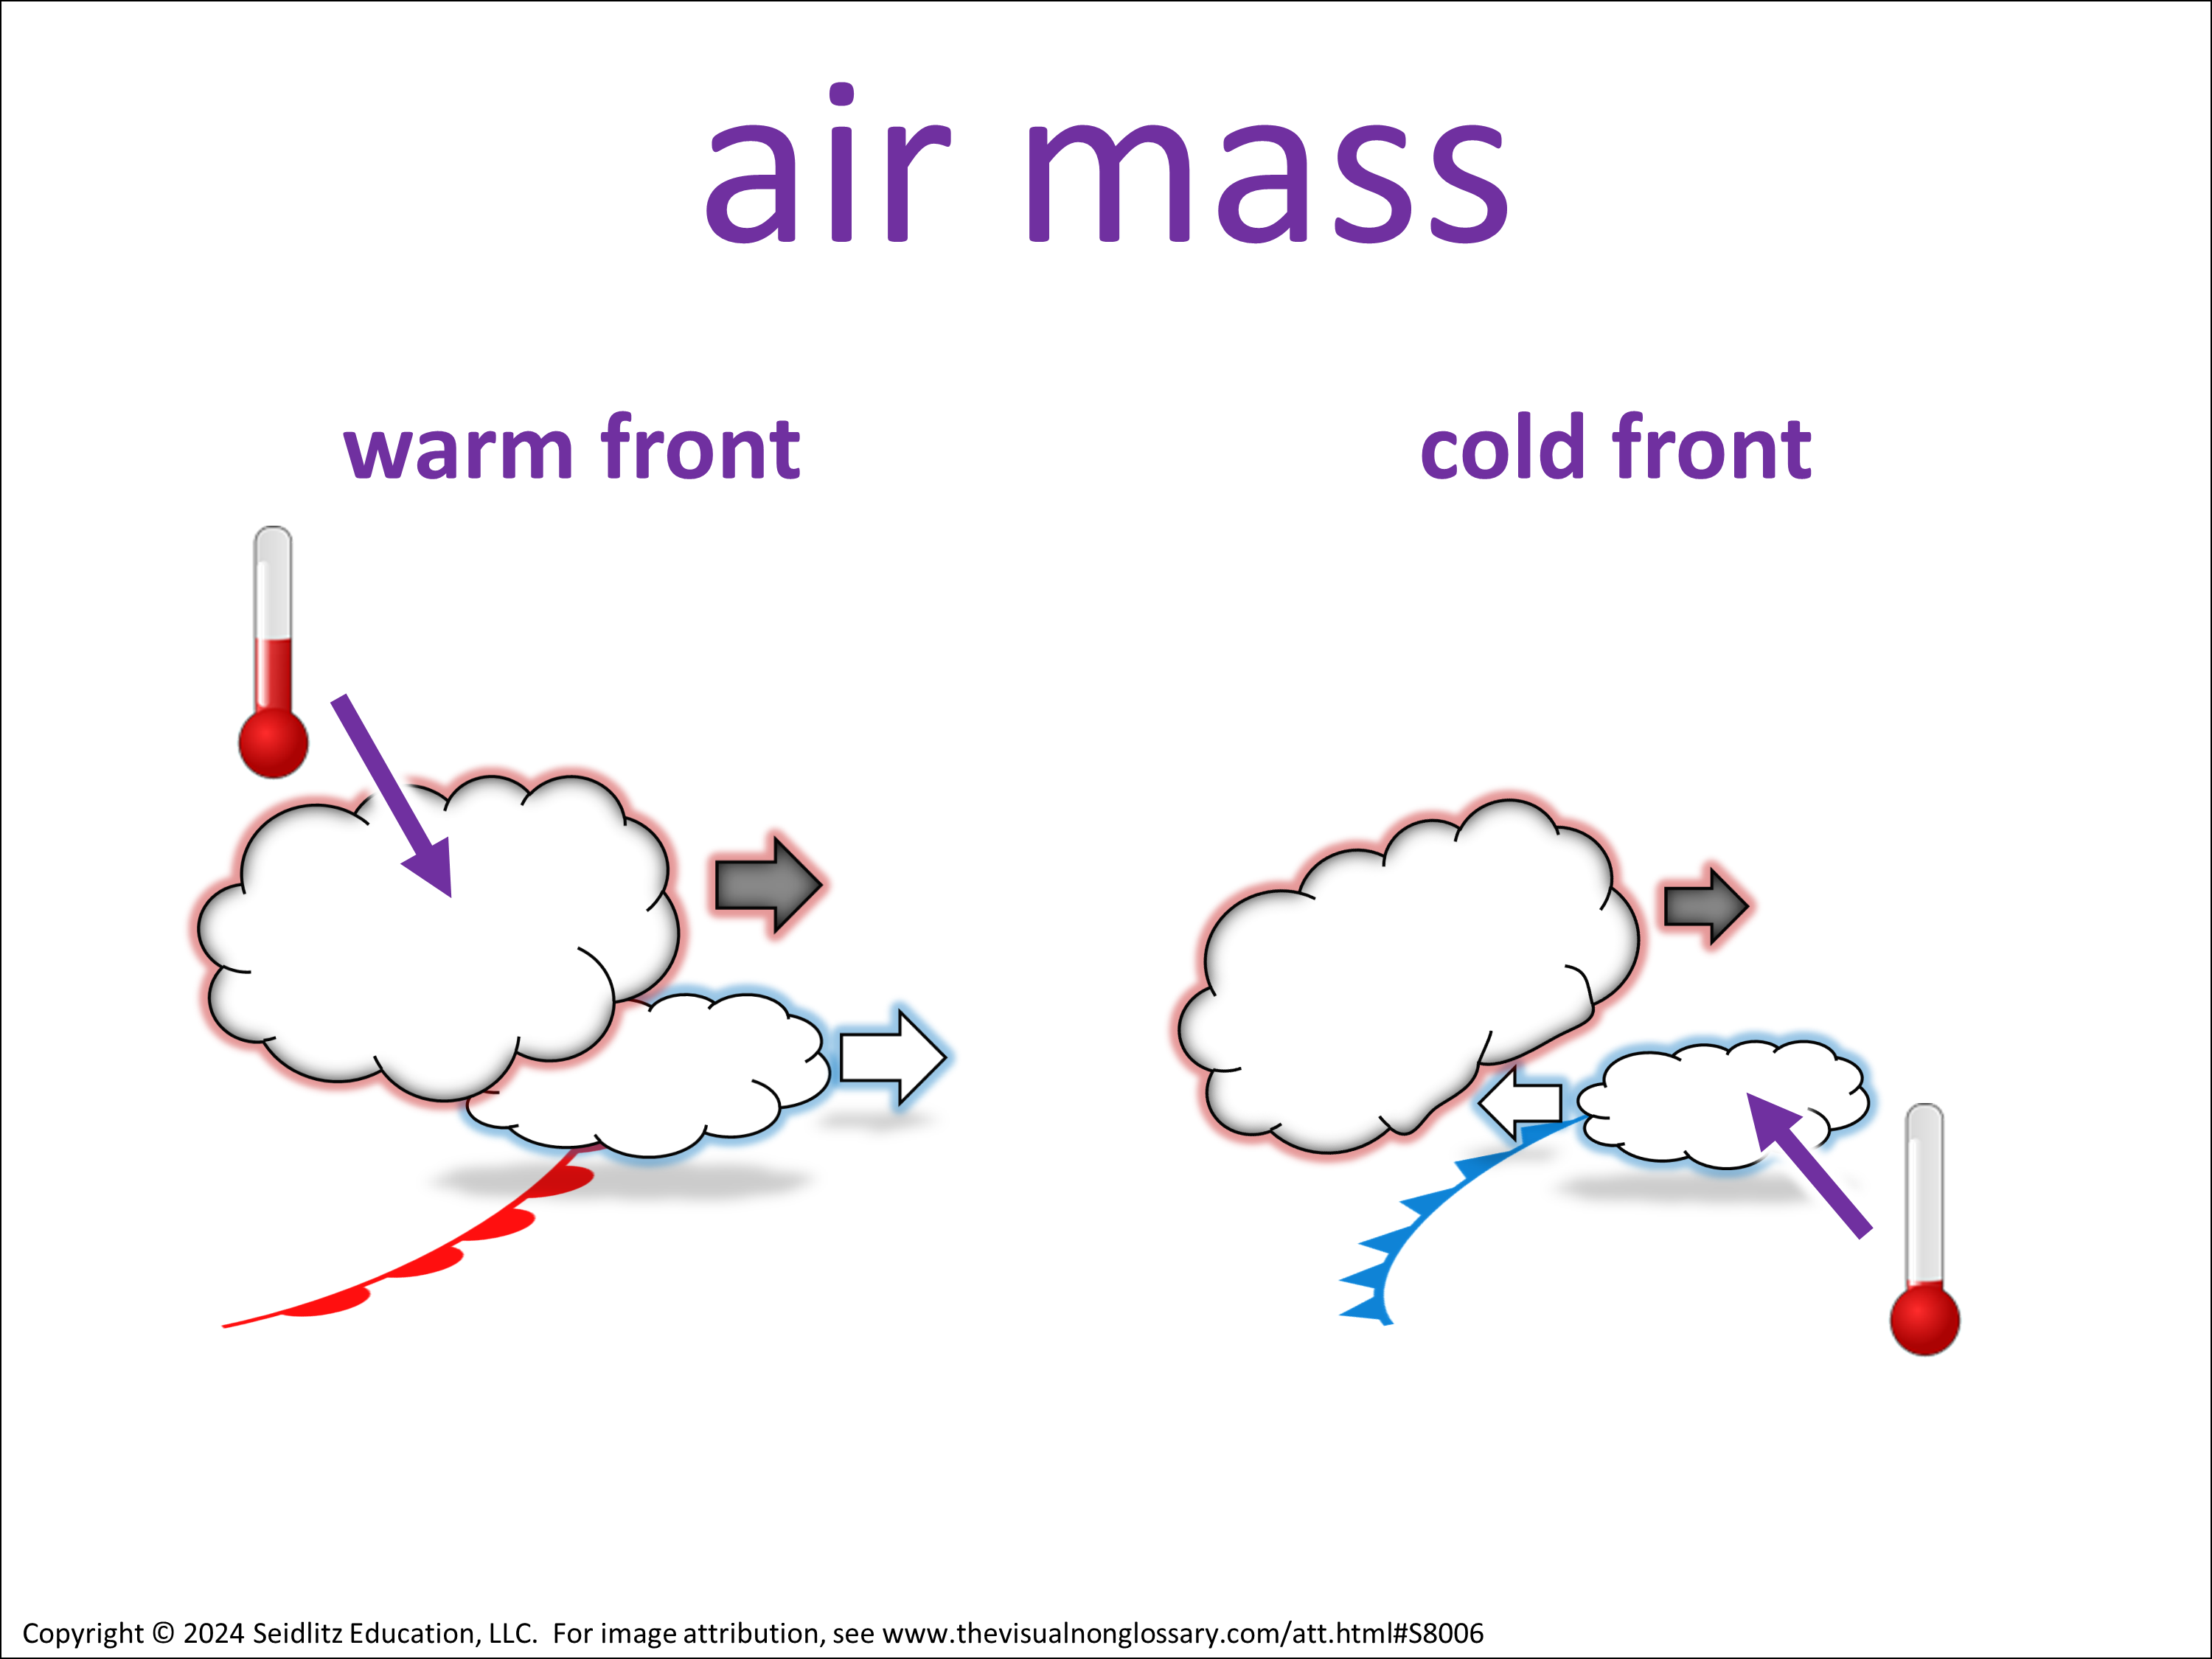 air mass
warm front
cold front
Copyright © 2024 Seidlitz Education, LLC.  For image attribution, see www.thevisualnonglossary.com/att.html#S8006